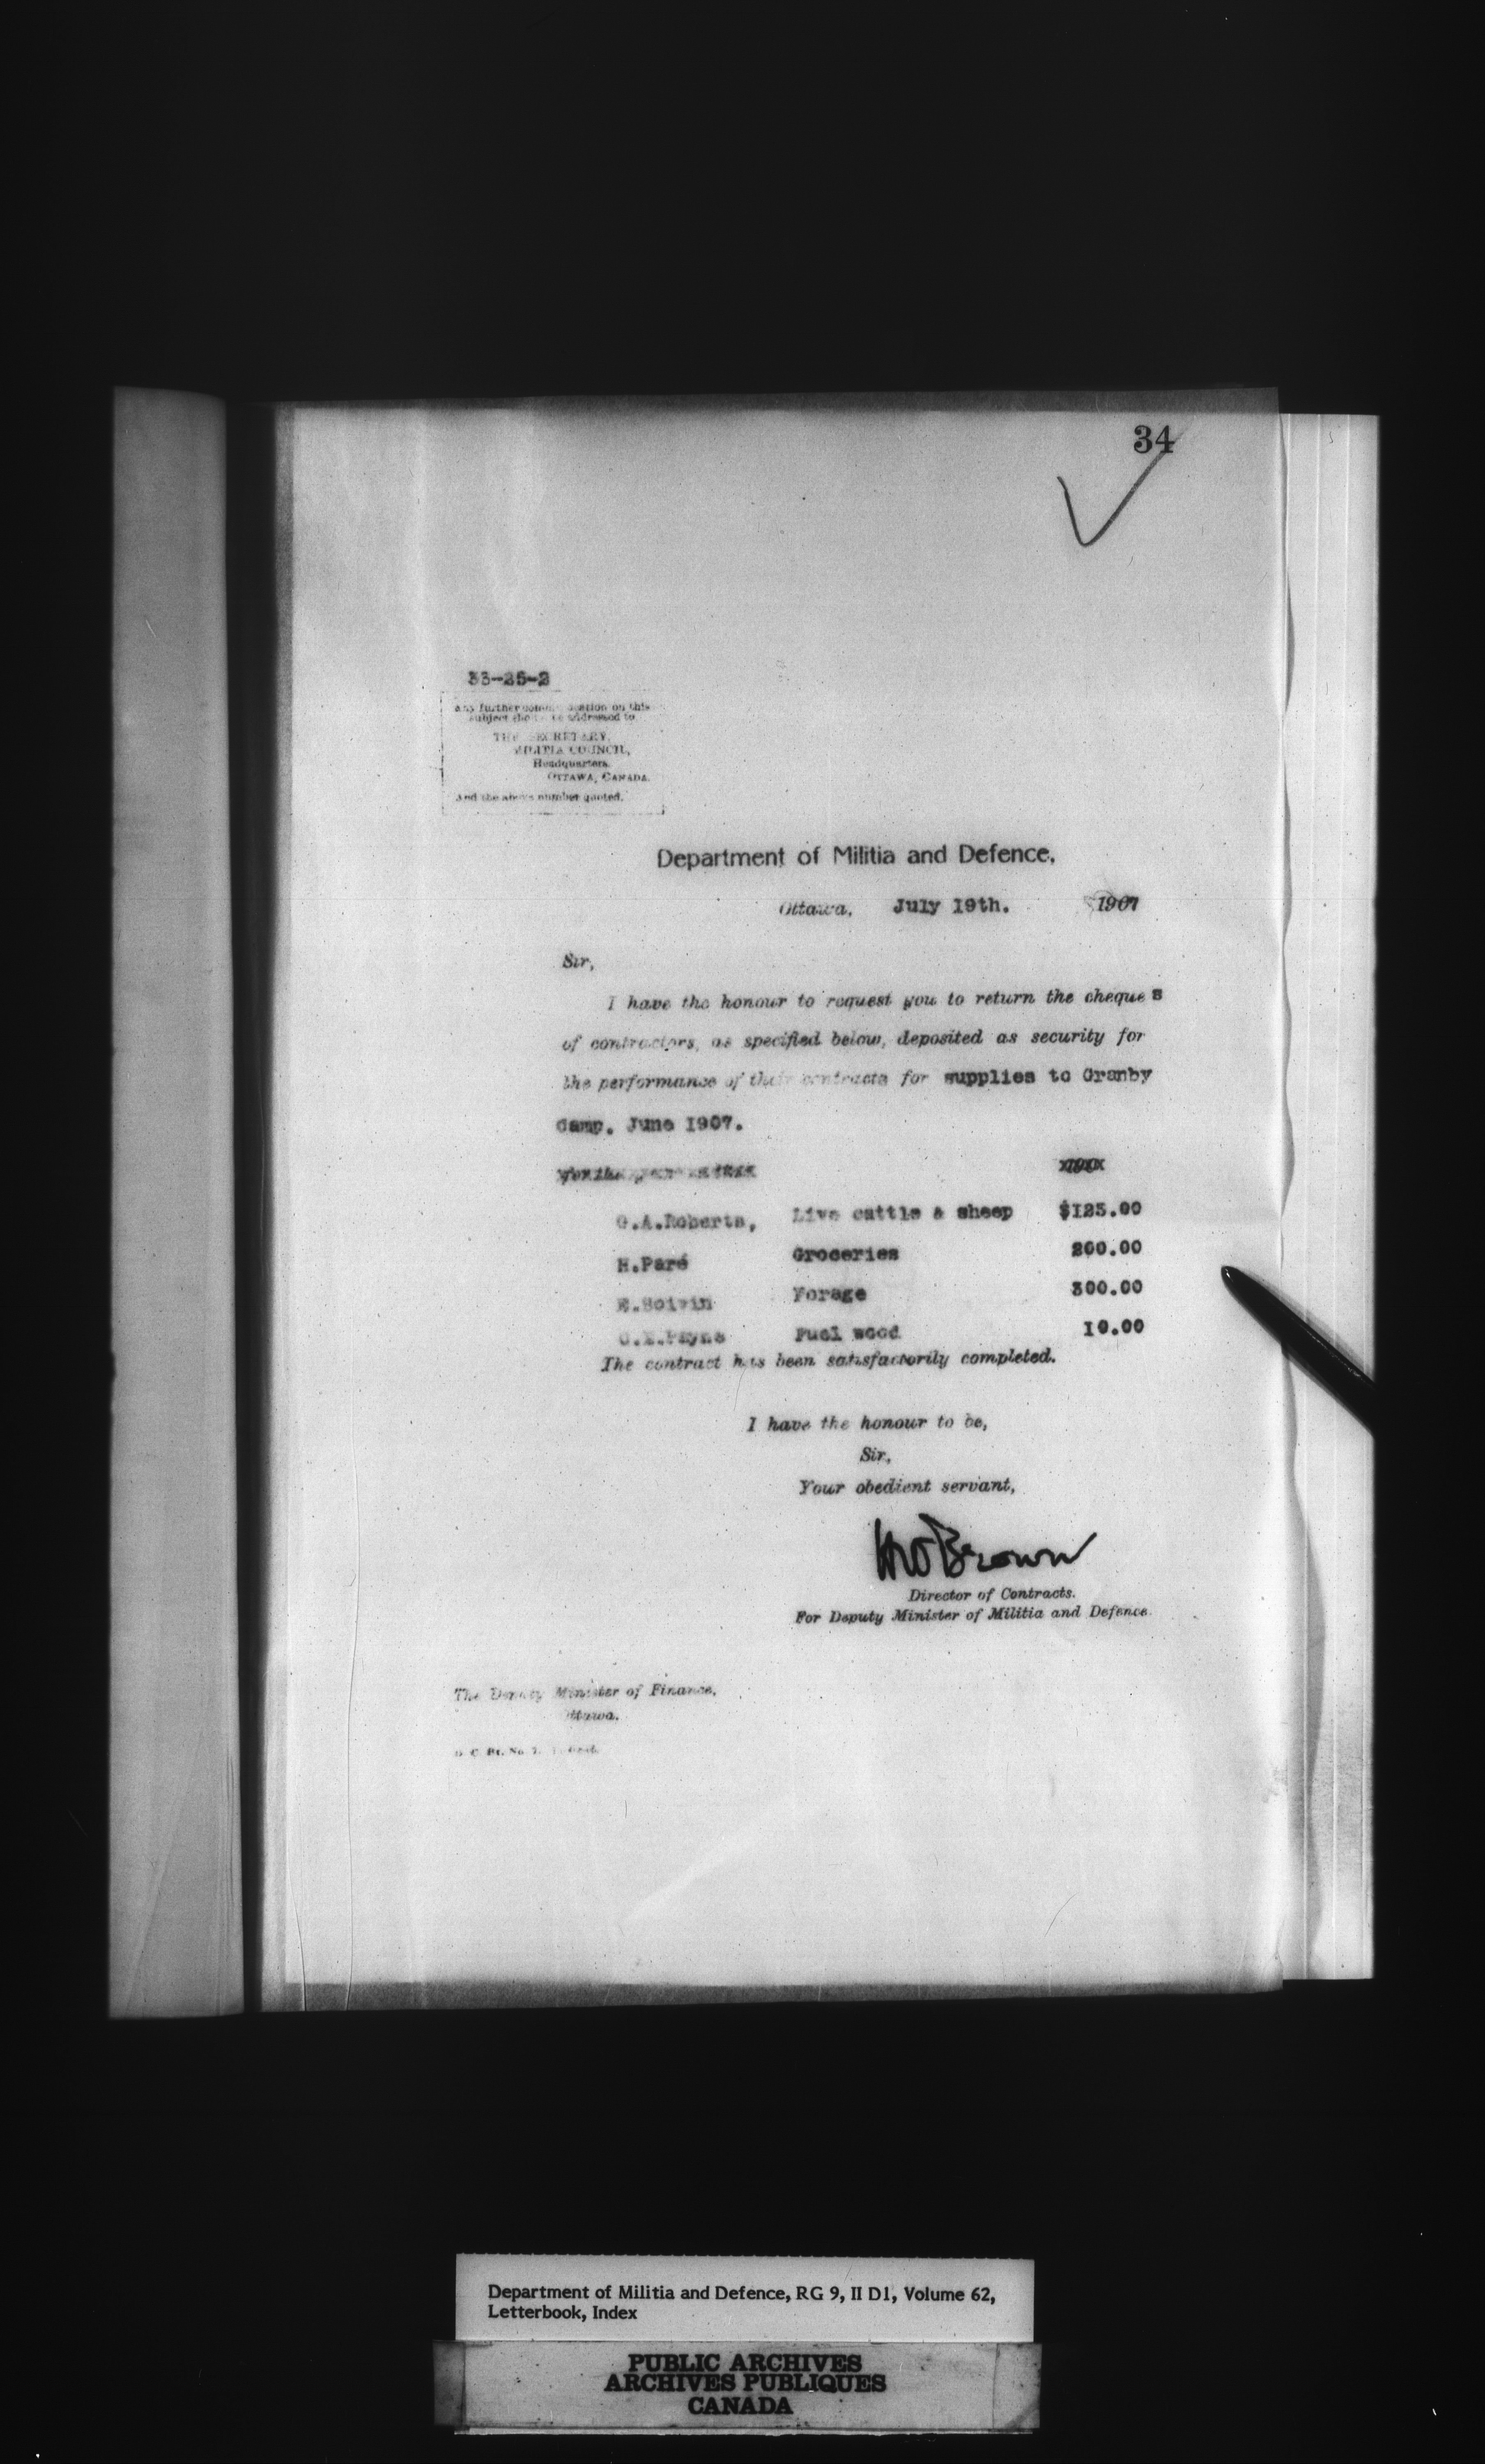 34
33-25-2
Any further communication on this
subject should be addressed to
THE SECRETARY,
MILITIA COUNCIL,
Headquarters
OTTAWA, CANADA.
And the above number quoted.
Department of Militia and Defence,
Ottawa, July 19th. 1907
Sir,
I have the honour to request you to return the cheques
of contractors, as specified below, deposited as security for
the performance of their contracts for supplies to Granby
Camp. June 1907.
G.A.Roberts, Live cattle & sheep $125.00
H.Paré Groceries 200.00
E.Boivin Forage 300.00
Payne Fuel wood 10.00
The contract has been satisfactorily completed.
I have the honour to be,
Sir,
Your obedient servant,
Brown
Director of Contracts.
For Deputy Minister of Militia and Defence.
The Deputy Minister of Finance,
Ottawa.
Department of Militia and Defence, RG 9, II D1, Volume 62,
Letterbook, Index
PUBLIC ARCHIVES
ARCHIVES PUBLIQUES
CANADA